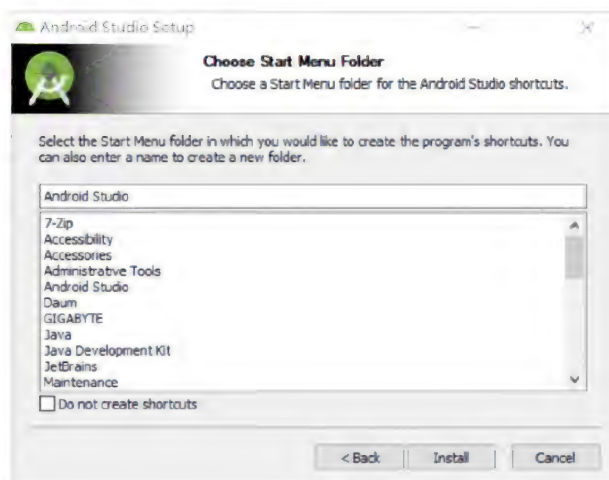 Android Studio Setup
Choose Start Menu Folder
Choose a Start Menu folder for the Android Studio shortcuts.
Select the Start Menu folder in which you would like to create the program's shortcuts. You
can also enter a name to create a new folder.
Android Studio
7-Zip
Accessibility
Accessories
Administrative Tools
Android Studio
Daum
GIGABYTE
Java
Java Development Kit
JetBrains
Maintenance
Do not create shortcuts
< Back
Install
Cancel